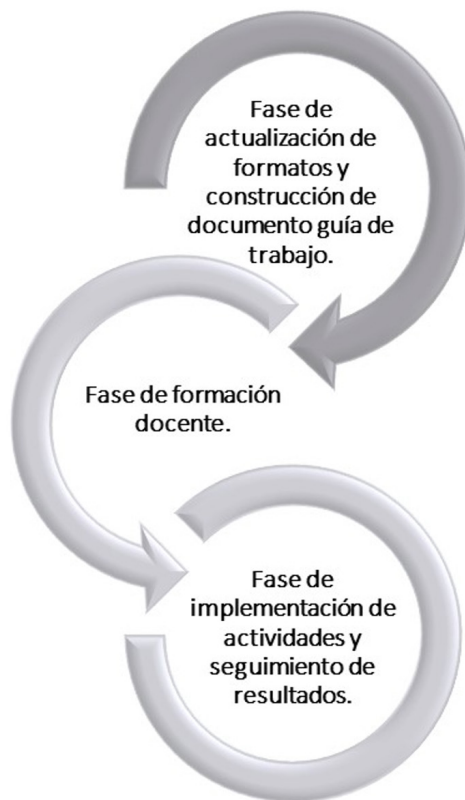 Fase de
actualización de
formatos y
construcción de
documento guía de
trabajo.
Fase de formación
docente.
Fase de
implementación de
actividades y
seguimiento de
resultados.